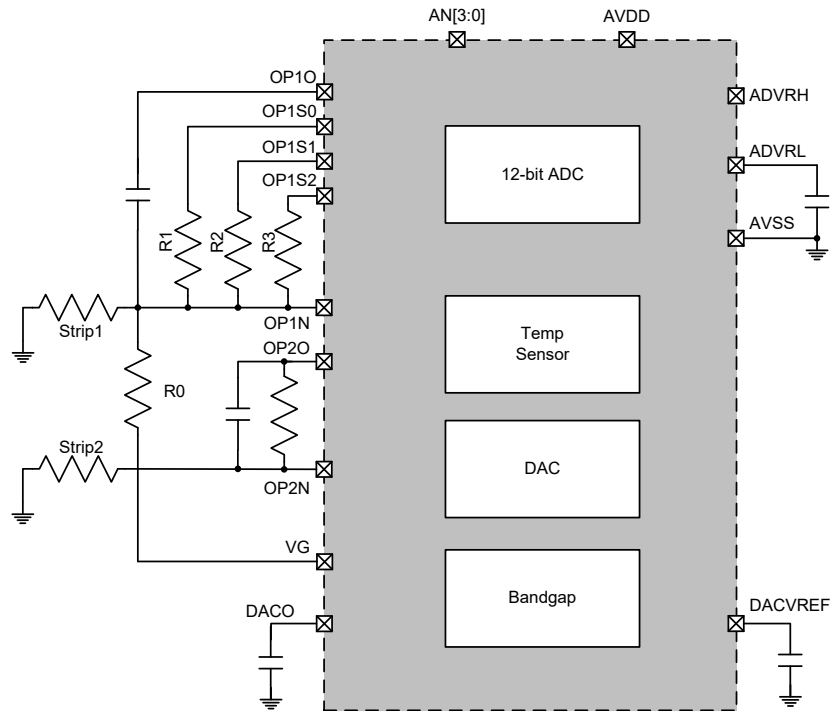 AN[3:0]
AVDD
OP1O
OP1S0
OP1S1
OP1S2
R1
R2
R3
Strip1
OP1N
OP2O
R0
Strip2
OP2N
VG
DACO
12-bit ADC
Temp
Sensor
DAC
Bandgap
ADVRH
ADVRL
AVSS
DACVREF